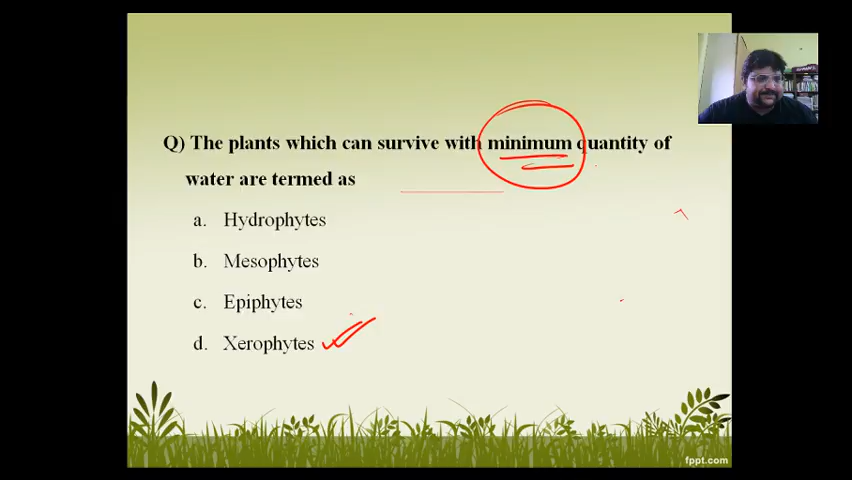 Q) The plants which can survive with minimum quantity of
water are termed as
a. Hydrophytes
b. Mesophytes
c. Epiphytes
d. Xerophytes
fppt.com